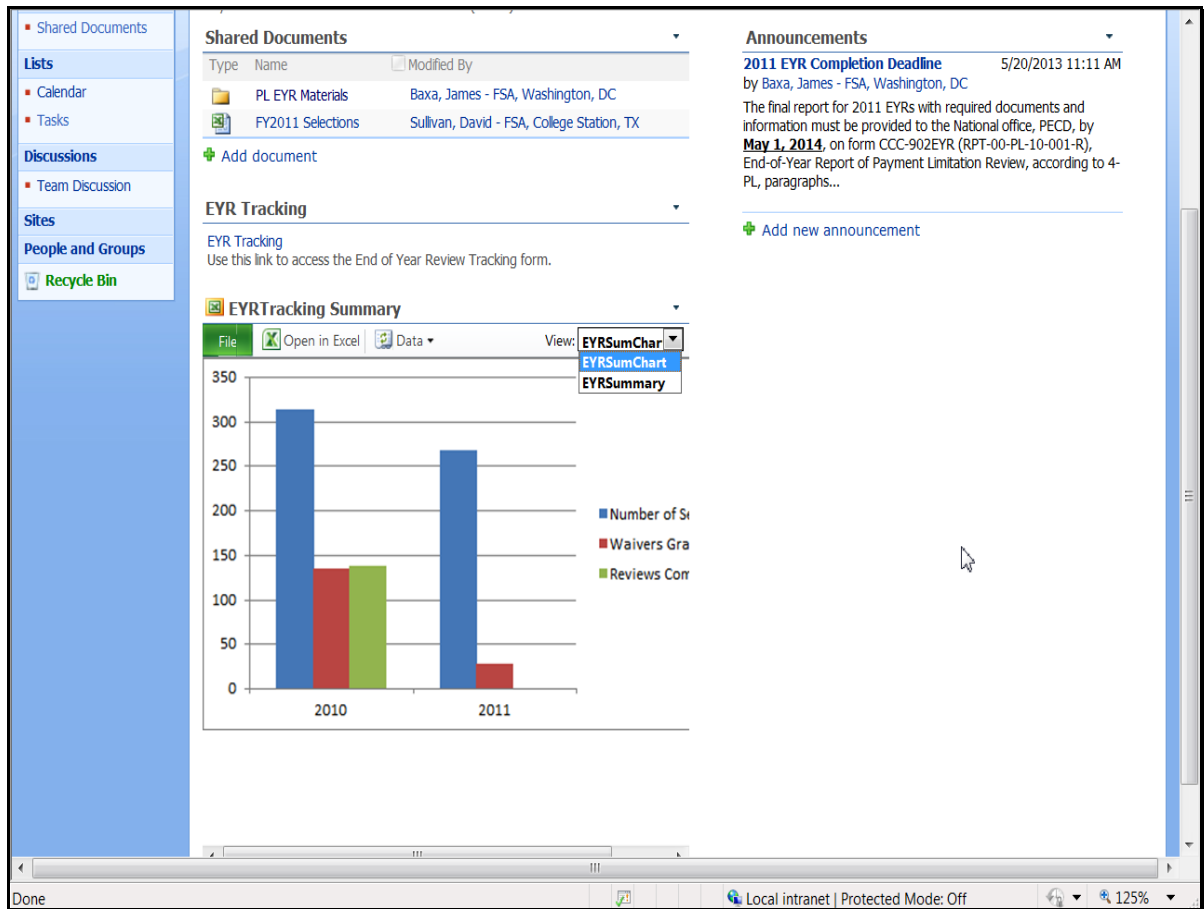 Shared Documents
Lists
Calendar
Tasks
Discussions
Team Discussion
Sites
People and Groups
Recycle Bin
Shared Documents
Type Name Modified By
PL EYR Materials Baxa, James - FSA, Washington, DC
FY2011 Selections Sullivan, David - FSA, College Station, TX
Add document
EYR Tracking
EYR Tracking
Use this link to access the End of Year Review Tracking form.
EYRTracking Summary
File Open in Excel Data View: EYRSumChar
EYRSumChart
EYRSummary
350
300
250
200
150
100
50
0
2010 2011
Number of Se
Waivers Gra
Reviews Com
Announcements
2011 EYR Completion Deadline 5/20/2013 11:11 AM
by Baxa, James - FSA, Washington, DC
The final report for 2011 EYRs with required documents and
information must be provided to the National office, PECD, by
May 1, 2014, on form CCC-902EYR (RPT-00-PL-10-001-R),
End-of-Year Report of Payment Limitation Review, according to 4-
PL, paragraphs...
Add new announcement
Done Local intranet | Protected Mode: Off 125%